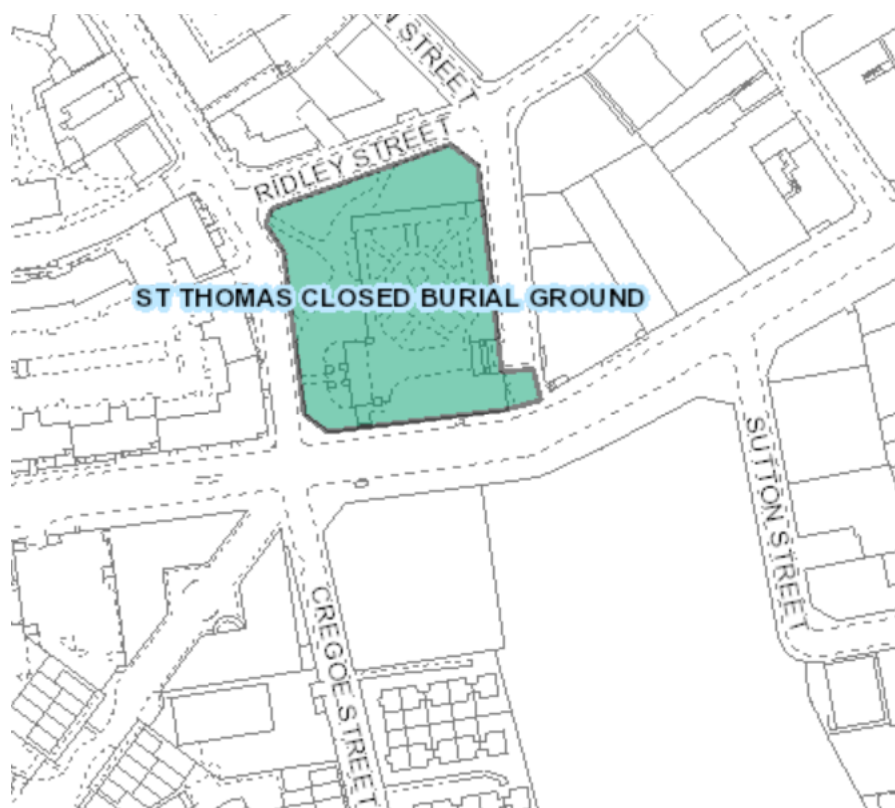 STREET
RIDLEY STREET
ST THOMAS CLOSED BURIAL GROUND
SUTTON STREET
CREGOE STREET